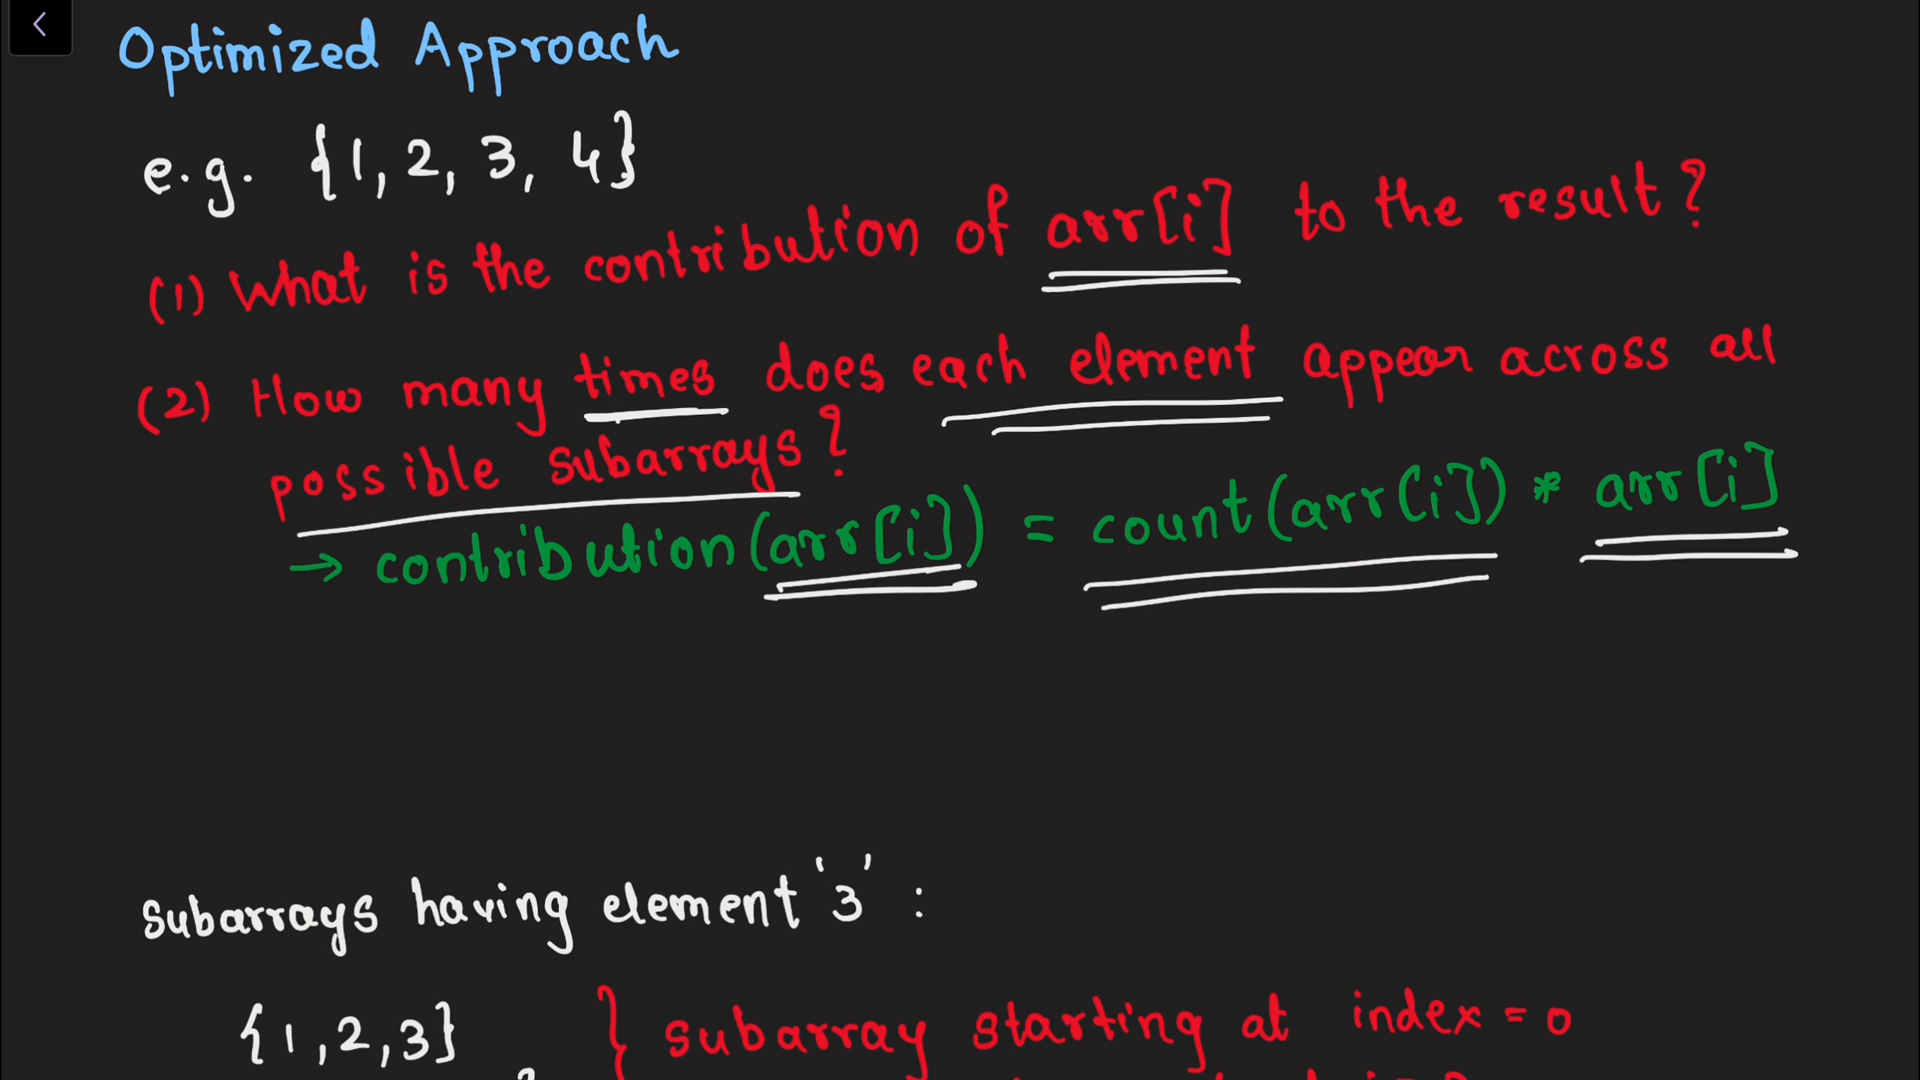 Optimized Approach
e.g. {1, 2, 3, 4}
(1) What is the contribution of arr[i] to the result?
(2) How many times does each element appear across all
possible subarrays?
→ contribution(arr[i]) = count(arr[i]) * arr[i]
Subarrays having element '3' :
{1,2,3} } subarray starting at index = 0